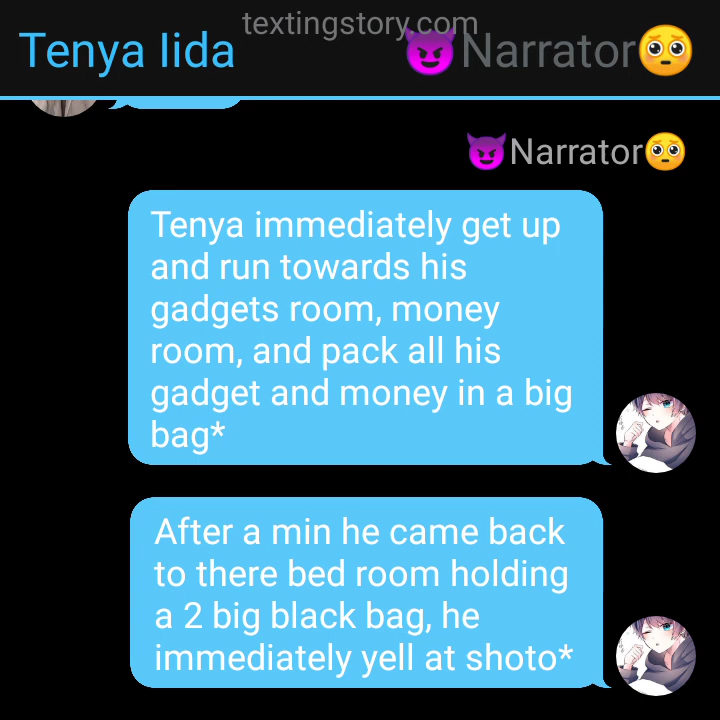 textingstory.com
Tenya Iida 😈Narrator🥺
😈Narrator🥺
Tenya immediately get up
and run towards his
gadgets room, money
room, and pack all his
gadget and money in a big
bag*
After a min he came back
to there bed room holding
a 2 big black bag, he
immediately yell at shoto*